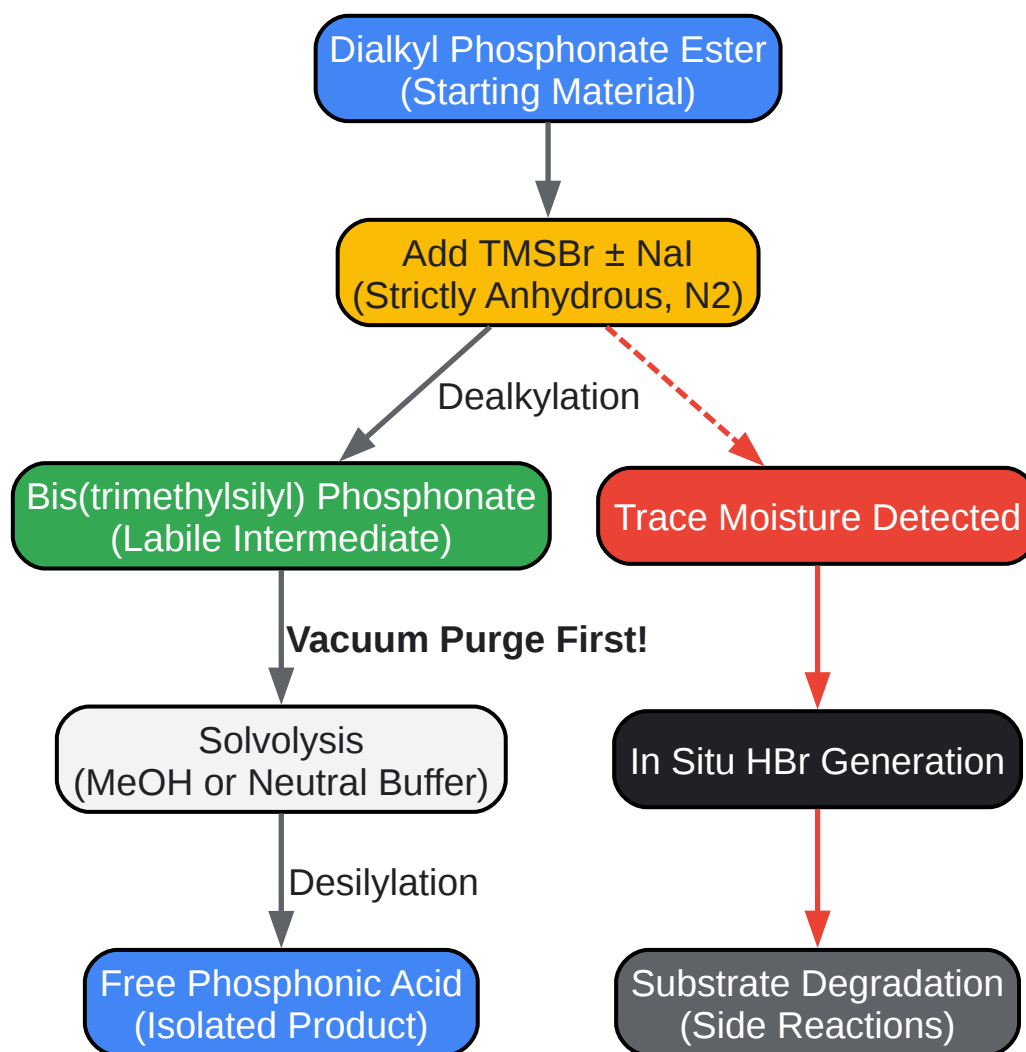 Dialkyl Phosphonate Ester
(Starting Material)
Add TMSBr ± NaI
(Strictly Anhydrous, N2)
Dealkylation
Bis(trimethylsilyl) Phosphonate
(Labile Intermediate)
Trace Moisture Detected
Vacuum Purge First!
Solvolysis
(MeOH or Neutral Buffer)
In Situ HBr Generation
Desilylation
Free Phosphonic Acid
(Isolated Product)
Substrate Degradation
(Side Reactions)